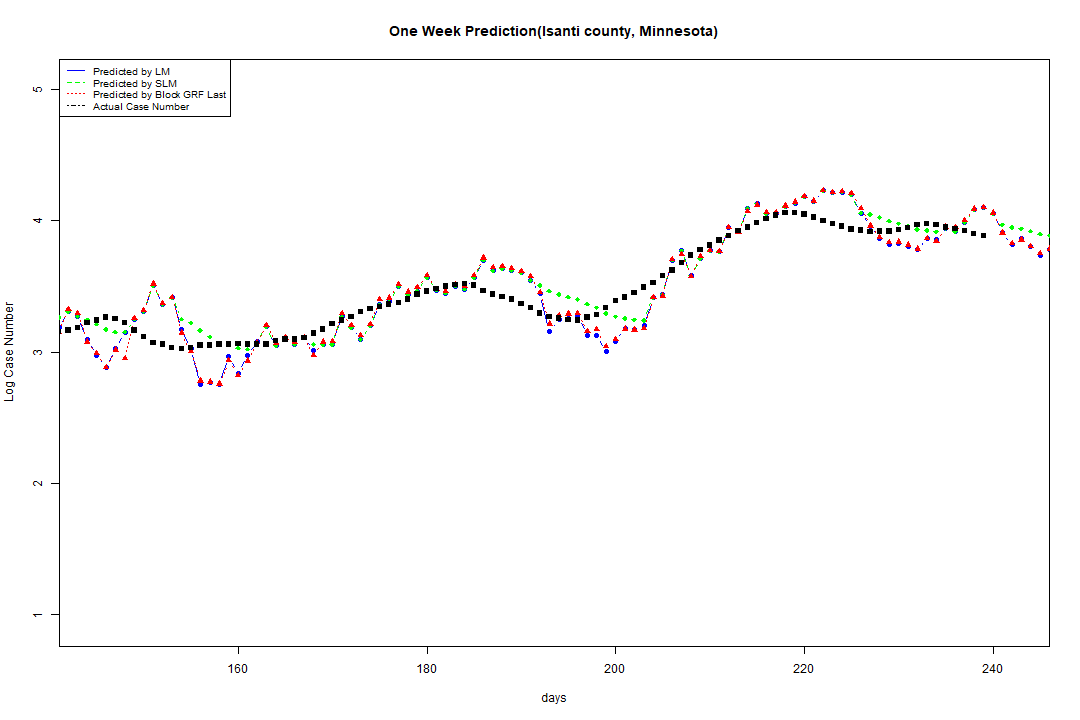 One Week Prediction(Isanti county, Minnesota)
Predicted by LM
Predicted by SLM
Predicted by Block GRF Last
Actual Case Number
5
4
3
2
1
Log Case Number
160 180 200 220 240
days